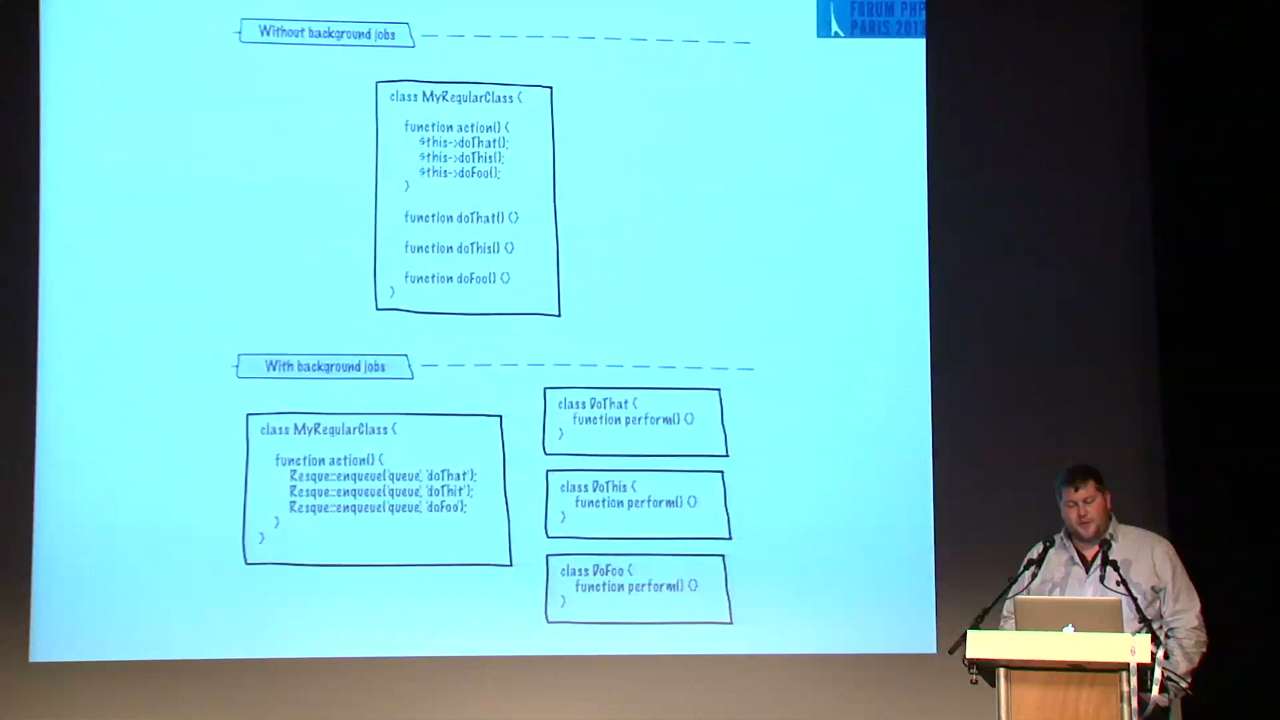 FORUM PHP
PARIS 2013
Without background jobs
class MyRegularClass {
function action() {
$this->doThat();
$this->doThis();
$this->doFoo();
}
function doThat() {}
function doThis() {}
function doFoo() {}
}
With background jobs
class MyRegularClass {
function action() {
Resque::enqueue('queue', 'doThat');
Resque::enqueue('queue', 'doThit');
Resque::enqueue('queue', 'doFoo');
}
}
class DoThat {
function perform() {}
}
class DoThis {
function perform() {}
}
class DoFoo {
function perform() {}
}